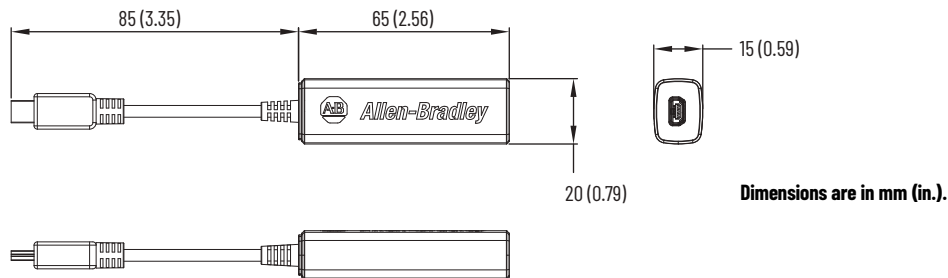 85 (3.35)
65 (2.56)
15 (0.59)
AB Allen-Bradley
20 (0.79)
Dimensions are in mm (in.).